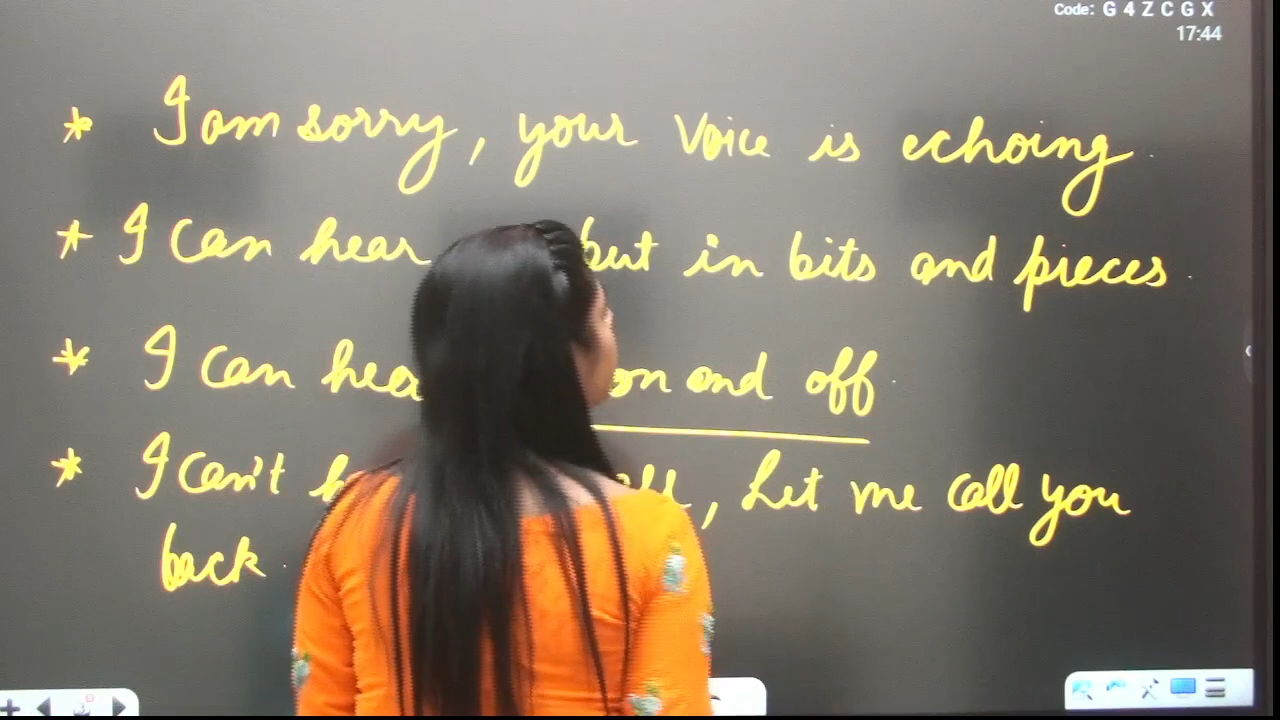 Code: G 4 Z C G X
17:44
* I am sorry, your voice is echoing.
* I can hear but in bits and pieces.
* I can hear on and off.
* I can't , Let me call you
back.